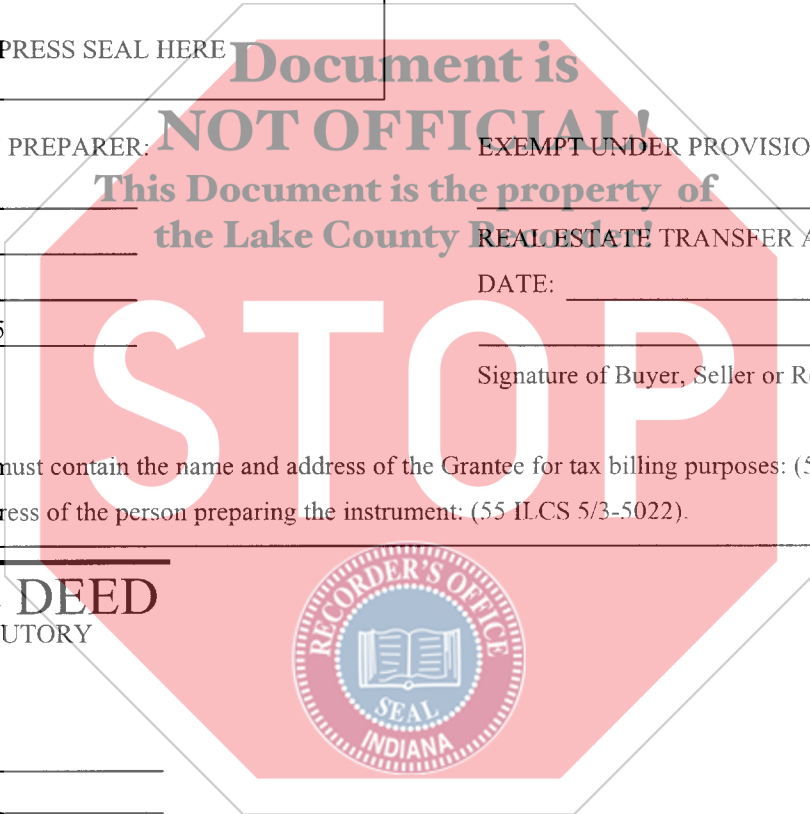 PRESS SEAL HERE
Document is
NOT OFFICIAL!
This Document is the property of
the Lake County Recorder!
PREPARER:
EXEMPT UNDER PROVISIO
REAL ESTATE TRANSFER A
DATE:
5
Signature of Buyer, Seller or R
STOP
must contain the name and address of the Grantee for tax billing purposes: (5
ress of the person preparing the instrument: (55 ILCS 5/3-5022).
DEED
UTORY
RECORDER'S OFFICE
SEAL
INDIANA